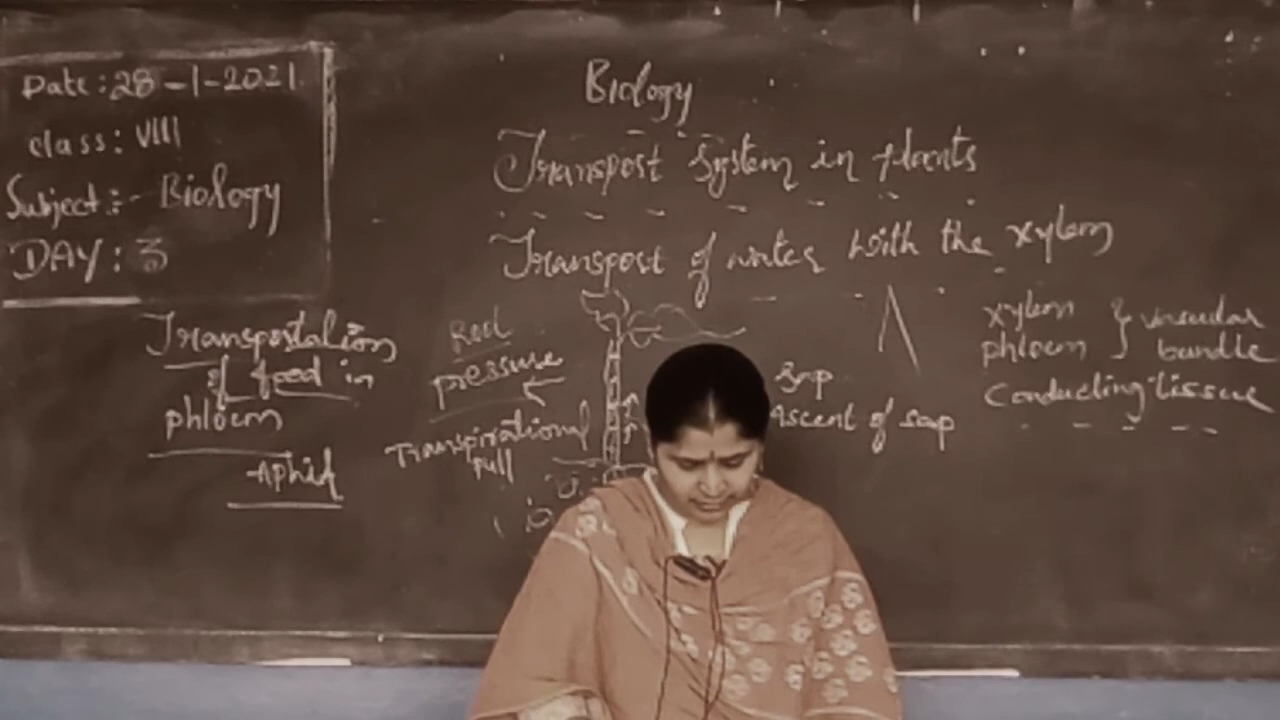 Date: 28-1-2021
class: VIII
Subject:- Biology
DAY: 3
Biology
Transport system in plants
Transport of water with the xylem
Transportation
of food in
phloem
Aphid
Root
pressure
Transpirational
pull
Sap
Ascent of sap
xylem } vascular
phloem } bundle
Conducting tissue